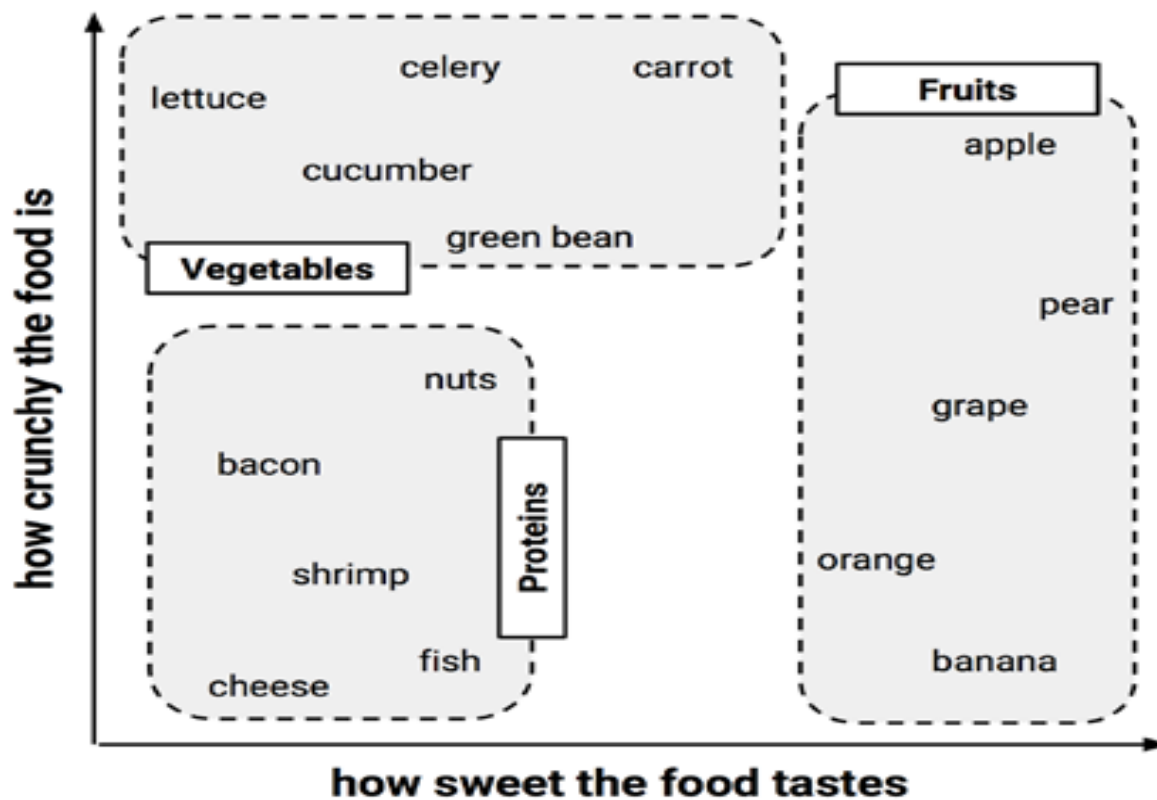 celery
carrot
lettuce
Fruits
apple
cucumber
green bean
Vegetables
pear
nuts
grape
bacon
Proteins
orange
shrimp
fish
banana
cheese
how crunchy the food is
how sweet the food tastes